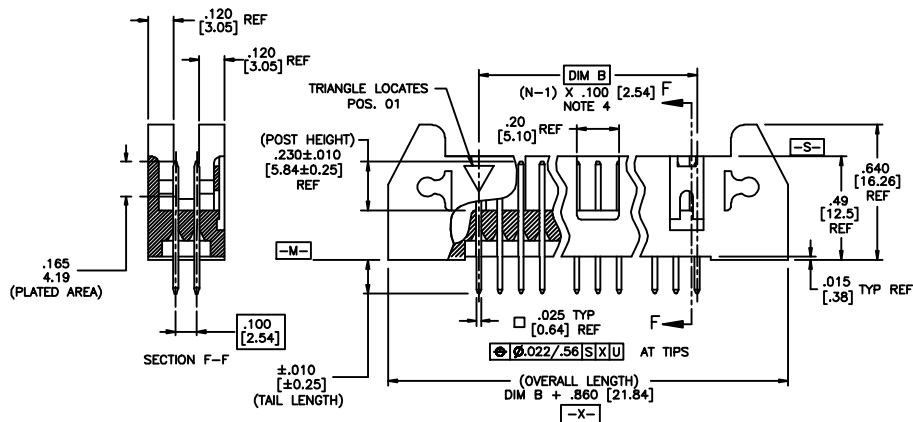 .120
[3.05] REF
.120
[3.05] REF
TRIANGLE LOCATES
POS. 01
DIM B
(N-1) X .100 [2.54]
NOTE 4
F
.20
[5.10] REF
(POST HEIGHT)
.230±.010
[5.84±0.25]
REF
-S-
.640
[16.26]
REF
.49
[12.5]
REF
-M-
.165
4.19
(PLATED AREA)
.015
[.38] TYP REF
.100
[2.54]
□ .025 TYP
[0.64] REF
F
SECTION F-F
⌖ Ø.022/.56 S X U AT TIPS
±.010
[±0.25]
(TAIL LENGTH)
(OVERALL LENGTH)
DIM B + .860 [21.84]
-X-